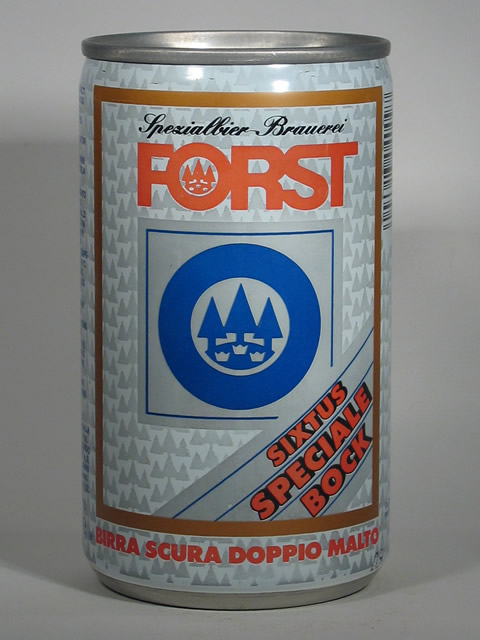 Spezialbier-Brauerei
FORST
SIXTUS
SPECIALE
BOCK
BIRRA SCURA DOPPIO MALTO